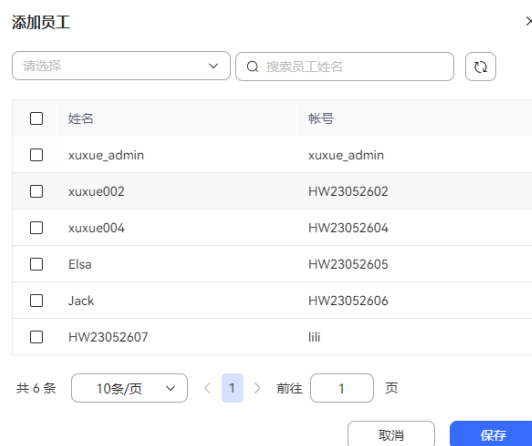 添加员工
请选择 搜索员工姓名
姓名 帐号
xuxue_admin xuxue_admin
xuxue002 HW23052602
xuxue004 HW23052604
Elsa HW23052605
Jack HW23052606
HW23052607 lili
共 6 条 10条/页 1 前往 1 页
取消 保存